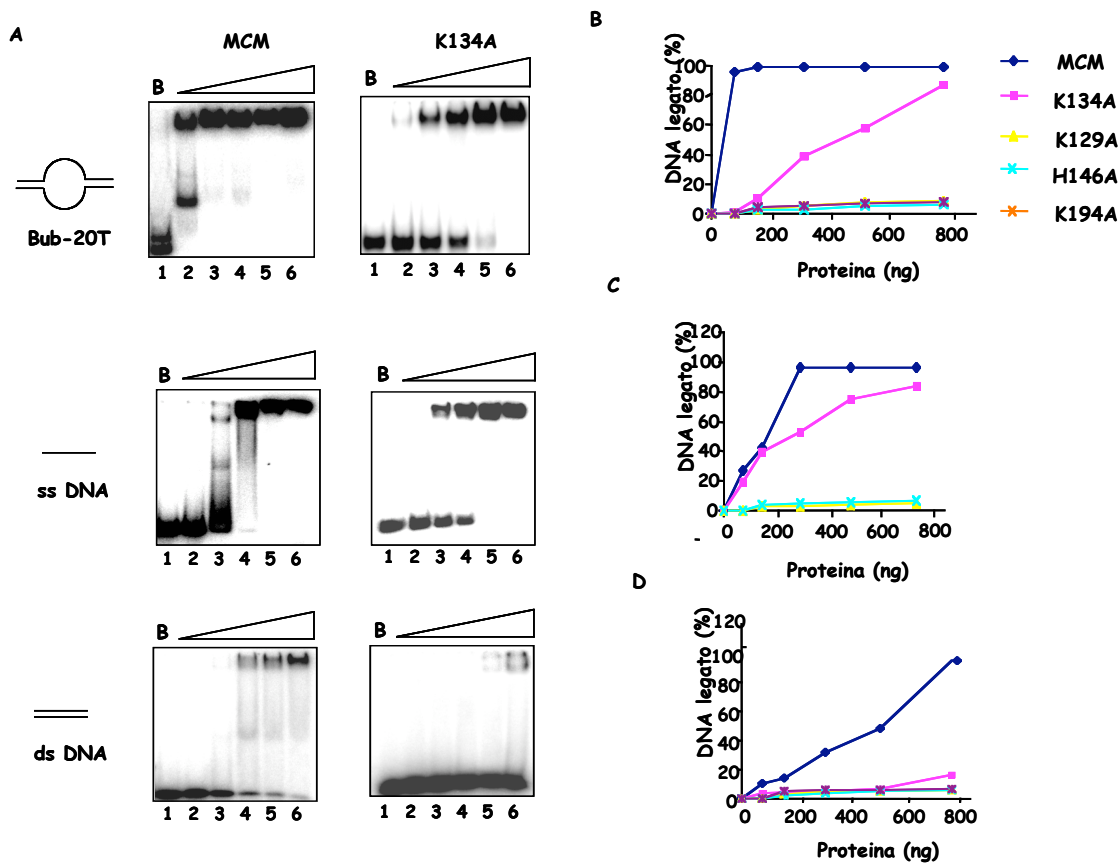 A
MCM
K134A
B
B
Bub-20T
1 2 3 4 5 6
1 2 3 4 5 6
B
B
ss DNA
1 2 3 4 5 6
1 2 3 4 5 6
B
B
ds DNA
1 2 3 4 5 6
1 2 3 4 5 6
B
DNA legato (%)
100
80
60
40
20
0
0 200 400 600 800
Proteina (ng)
MCM
K134A
K129A
H146A
K194A
C
DNA legato (%)
120
100
80
60
40
20
0
-
0 200 400 600 800
Proteina (ng)
D
DNA legato (%)
120
100
80
60
40
20
0
0 200 400 600 800
Proteina (ng)